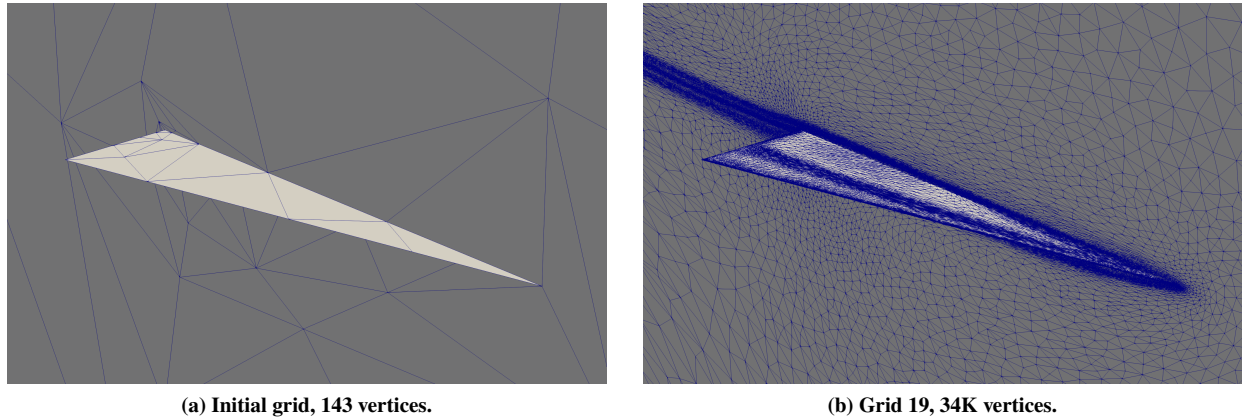 (a) Initial grid, 143 vertices.
(b) Grid 19, 34K vertices.